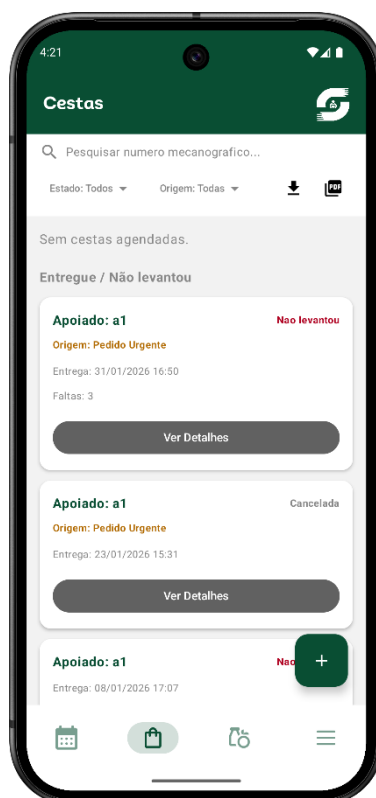 4:21
Cestas
Pesquisar numero mecanografico...
Estado: Todos Origem: Todas PDF
Sem cestas agendadas.
Entregue / Não levantou
Apoiado: a1 Nao levantou
Origem: Pedido Urgente
Entrega: 31/01/2026 16:50
Faltas: 3
Ver Detalhes
Apoiado: a1 Cancelada
Origem: Pedido Urgente
Entrega: 23/01/2026 15:31
Ver Detalhes
Apoiado: a1 Nao
Entrega: 08/01/2026 17:07
+